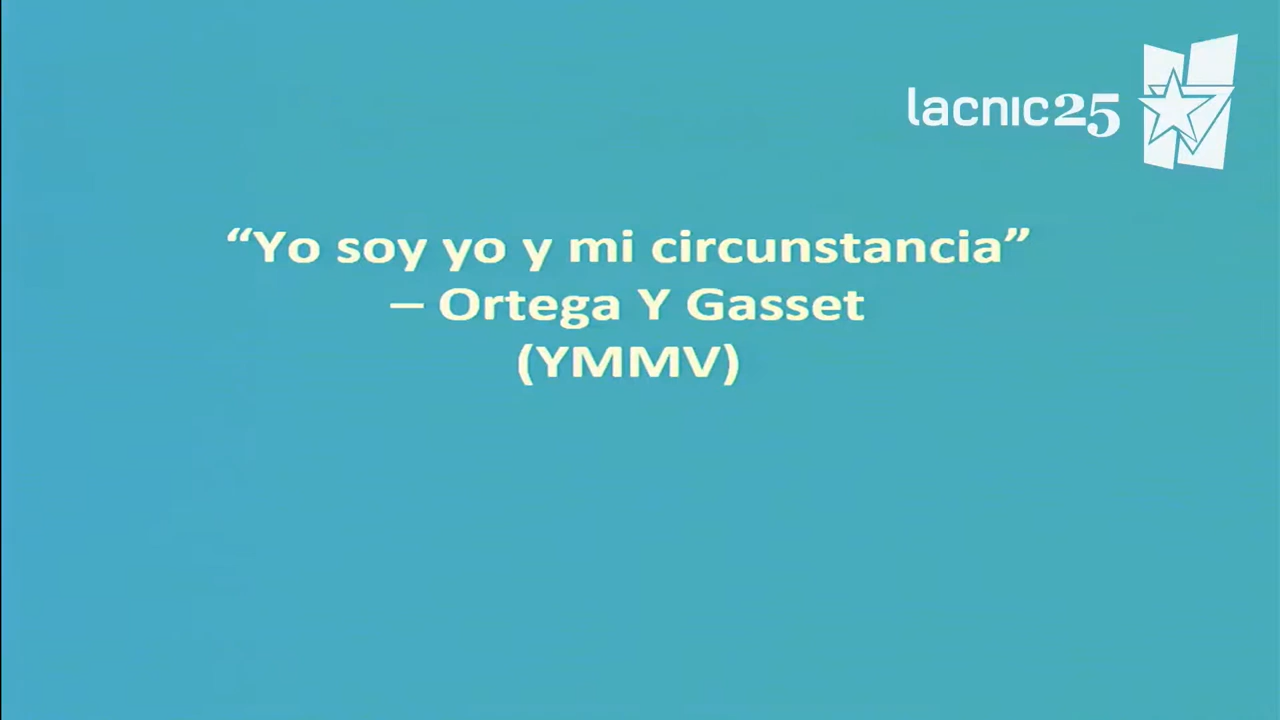 lacnic25
“Yo soy yo y mi circunstancia”
– Ortega Y Gasset
(YMMV)